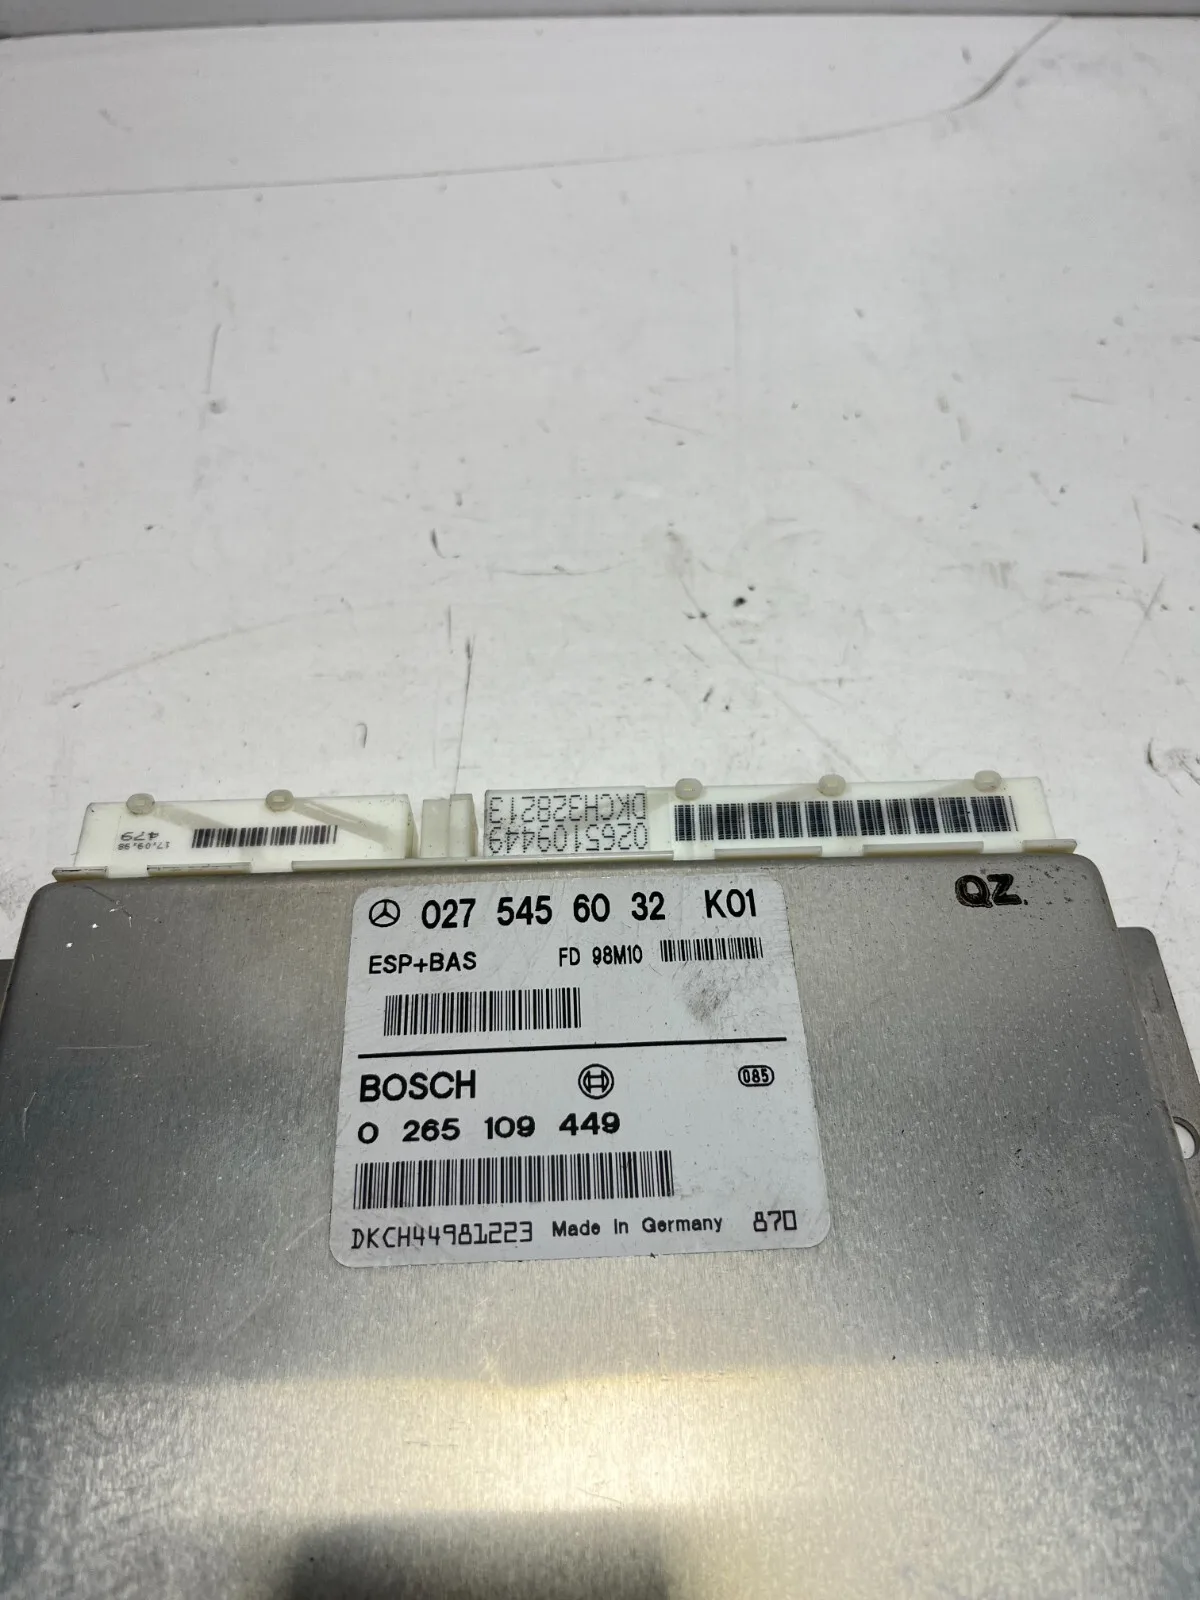 17.09.98
479
0265109449
DKCH328213
QZ.
027 545 60 32 K01
ESP+BAS FD 98M10
BOSCH 085
0 265 109 449
DKCH44981223 Made in Germany 870